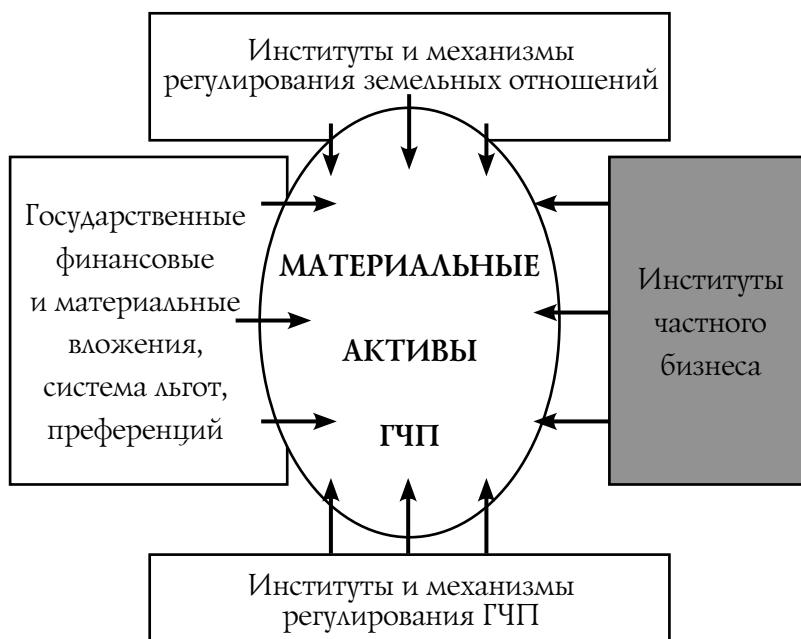 Институты и механизмы
регулирования земельных отношений
Государственные
финансовые
и материальные
вложения,
система льгот,
преференций
МАТЕРИАЛЬНЫЕ
АКТИВЫ
ГЧП
Институты
частного
бизнеса
Институты и механизмы
регулирования ГЧП